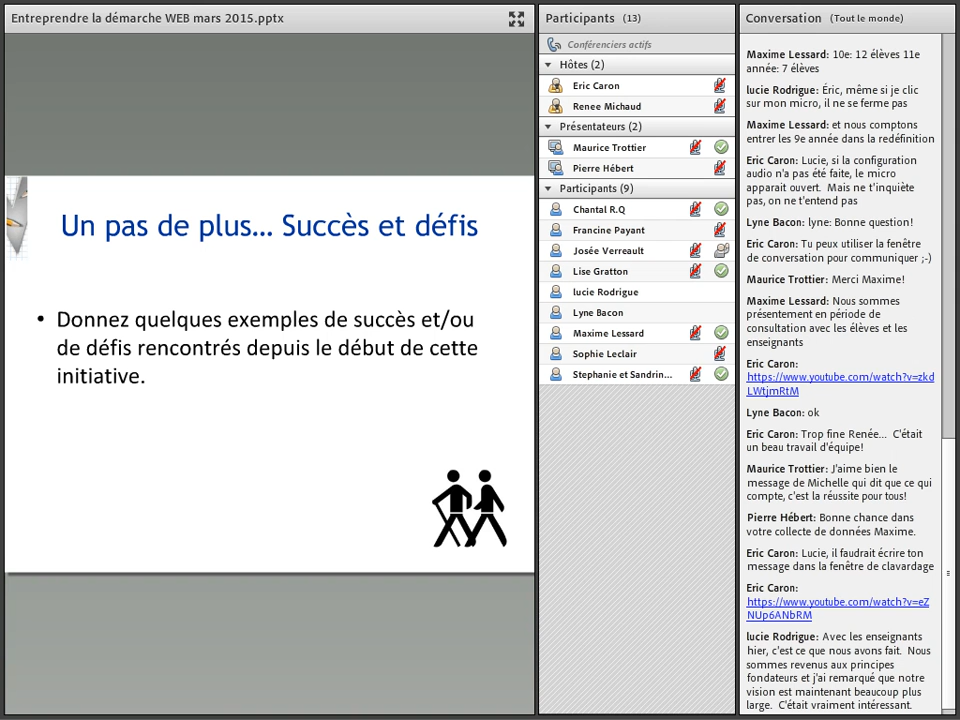 Entreprendre la démarche WEB mars 2015.pptx
Un pas de plus... Succès et défis
• Donnez quelques exemples de succès et/ou
de défis rencontrés depuis le début de cette
initiative.
Participants (13)
Conférenciers actifs
Hôtes (2)
Eric Caron
Renee Michaud
Présentateurs (2)
Maurice Trottier
Pierre Hébert
Participants (9)
Chantal R.Q
Francine Payant
Josée Verreault
Lise Gratton
lucie Rodrigue
Lyne Bacon
Maxime Lessard
Sophie Leclair
Stephanie et Sandrin...
Conversation (Tout le monde)
Maxime Lessard: 10e: 12 élèves 11e
année: 7 élèves
lucie Rodrigue: Éric, même si je clic
sur mon micro, il ne se ferme pas
Maxime Lessard: et nous comptons
entrer les 9e année dans la redéfinition
Eric Caron: Lucie, si la configuration
audio n'a pas été faite, le micro
apparait ouvert. Mais ne t'inquiète
pas, on ne t'entend pas
Lyne Bacon: lyne: Bonne question!
Eric Caron: Tu peux utiliser la fenêtre
de conversation pour communiquer ;-)
Maurice Trottier: Merci Maxime!
Maxime Lessard: Nous sommes
présentement en période de
consultation avec les élèves et les
enseignants
Eric Caron:
https://www.youtube.com/watch?v=zkd
LWtjmRtM
Lyne Bacon: ok
Eric Caron: Trop fine Renée... C'était
un beau travail d'équipe!
Maurice Trottier: J'aime bien le
message de Michelle qui dit que ce qui
compte, c'est la réussite pour tous!
Pierre Hébert: Bonne chance dans
votre collecte de données Maxime.
Eric Caron: Lucie, il faudrait écrire ton
message dans la fenêtre de clavardage
Eric Caron:
https://www.youtube.com/watch?v=eZ
NUp6ANbRM
lucie Rodrigue: Avec les enseignants
hier, c'est ce que nous avons fait. Nous
sommes revenus aux principes
fondateurs et j'ai remarqué que notre
vision est maintenant beaucoup plus
large. C'était vraiment intéressant.